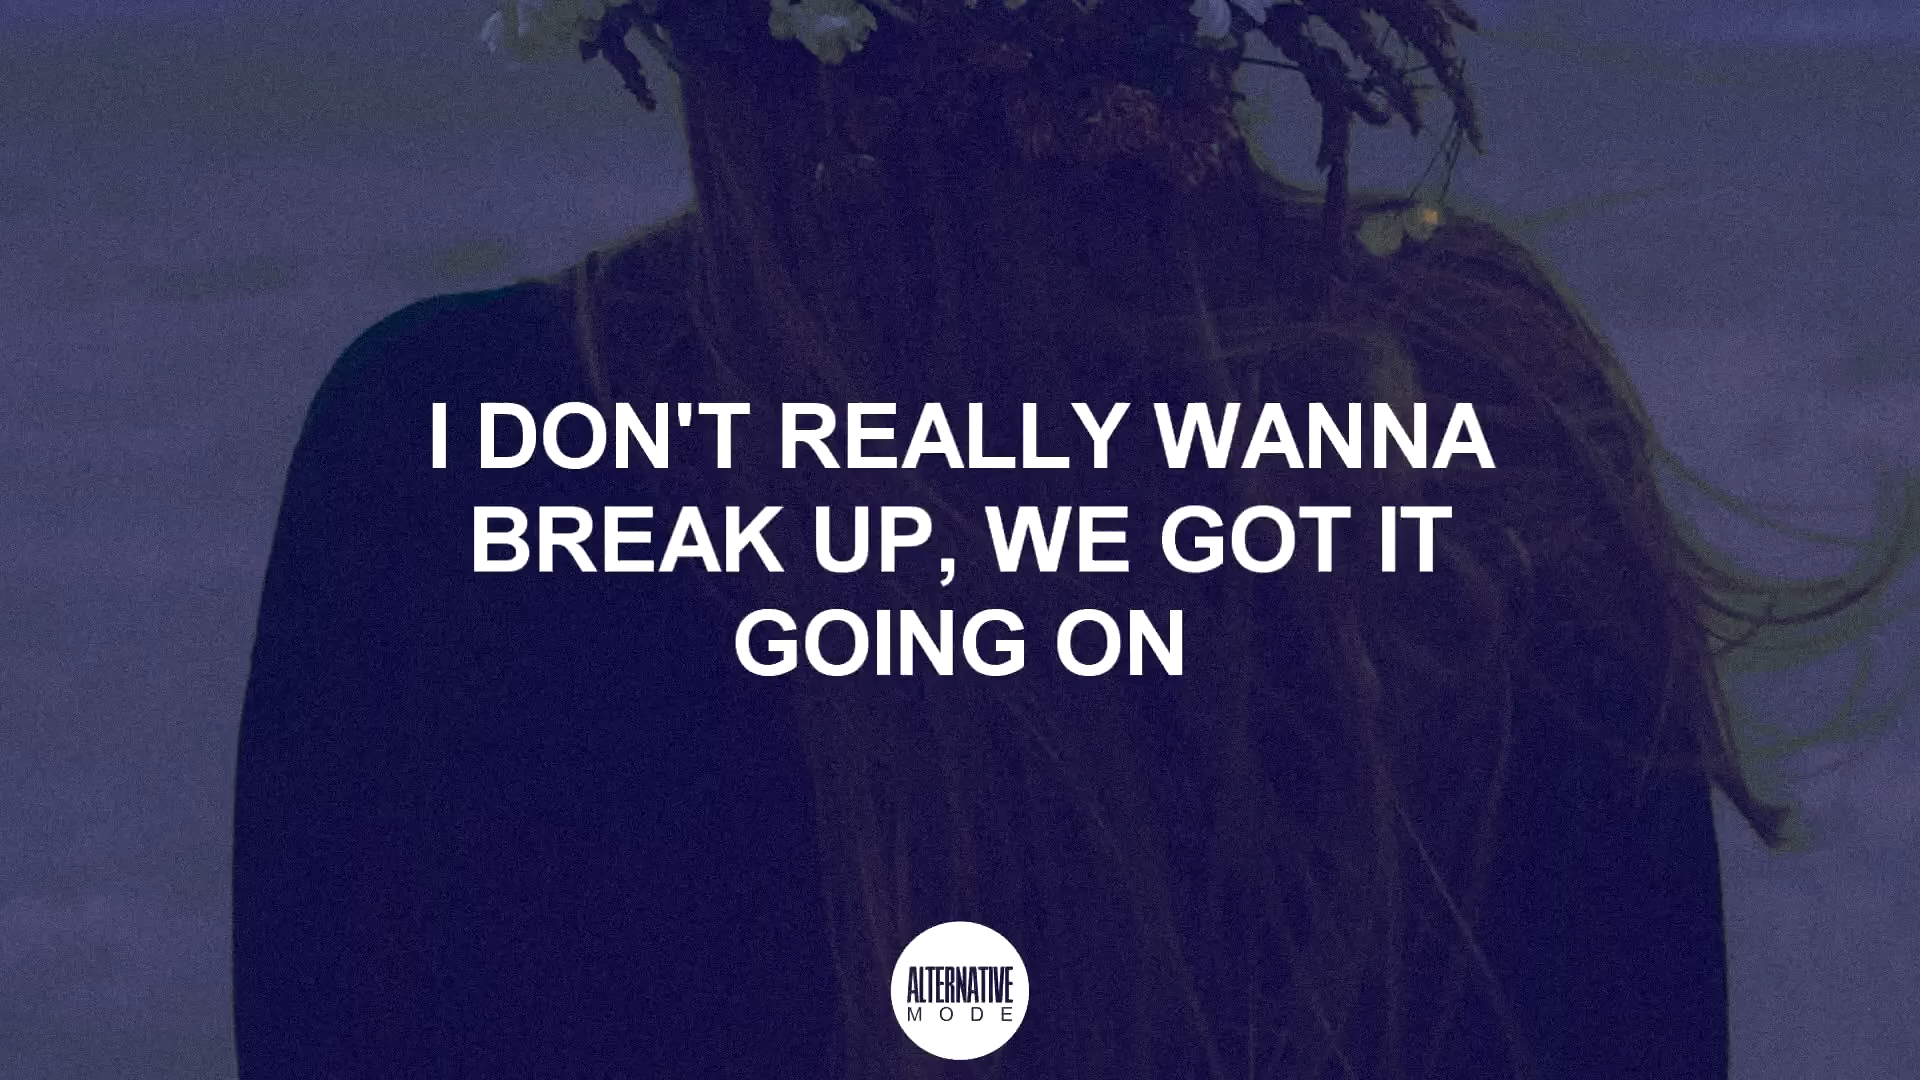 I DON'T REALLY WANNA
BREAK UP, WE GOT IT
GOING ON
ALTERNATIVE
MODE